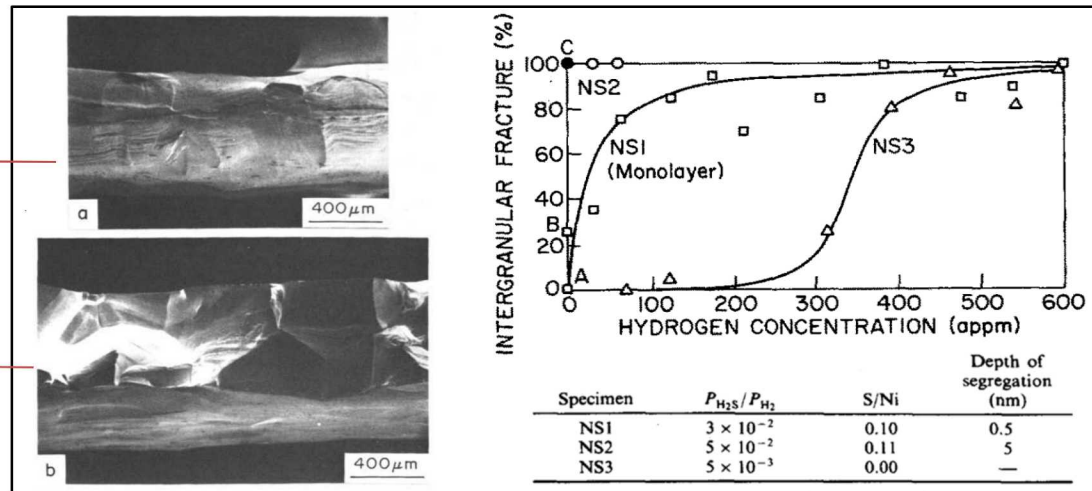 a
400μm
b
400μm
INTERGRANULAR FRACTURE (%)
C
100
NS2
80
NS1
(Monolayer)
NS3
60
40
B
20
0
0
100
200
300
400
500
600
HYDROGEN CONCENTRATION (appm)
Specimen P_H₂S/P_H₂ S/Ni Depth of segregation (nm)
NS1 3 × 10⁻² 0.10 0.5
NS2 5 × 10⁻² 0.11 5
NS3 5 × 10⁻³ 0.00 —